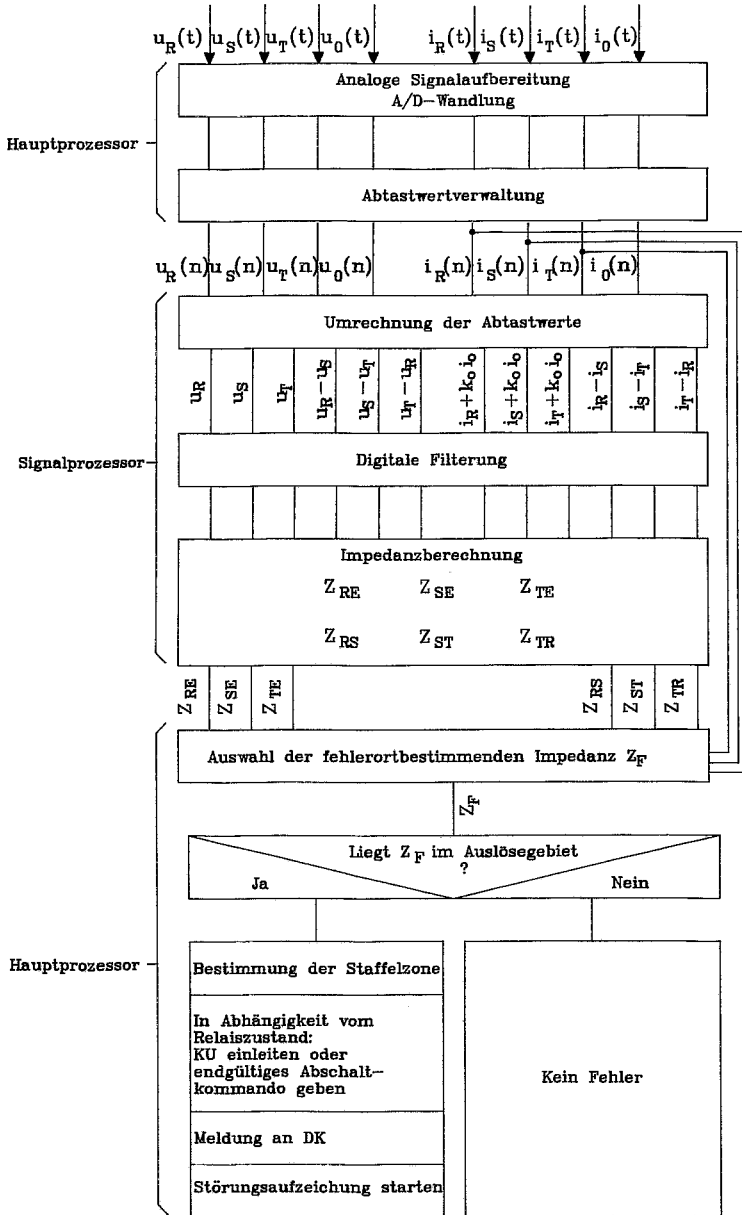 u_R(t) u_S(t) u_T(t) u_0(t) i_R(t) i_S(t) i_T(t) i_0(t)
Analoge Signalaufbereitung
A/D-Wandlung
Hauptprozessor
Abtastwertverwaltung
u_R(n) u_S(n) u_T(n) u_0(n) i_R(n) i_S(n) i_T(n) i_0(n)
Umrechnung der Abtastwerte
u_R u_S u_T u_R-u_S u_S-u_T u_T-u_R i_R+k_0 i_0 i_S+k_0 i_0 i_T+k_0 i_0 i_R-i_S i_S-i_T i_T-i_R
Signalprozessor
Digitale Filterung
Impedanzberechnung
Z_RE Z_SE Z_TE
Z_RS Z_ST Z_TR
Z_RE Z_SE Z_TE Z_RS Z_ST Z_TR
Auswahl der fehlerortbestimmenden Impedanz Z_F
Z_F
Liegt Z_F im Auslösegebiet
?
Ja Nein
Hauptprozessor
Bestimmung der Staffelzone
In Abhängigkeit vom
Relaiszustand:
KU einleiten oder
endgültiges Abschalt-
kommando geben
Kein Fehler
Meldung an DK
Störungsaufzeichung starten